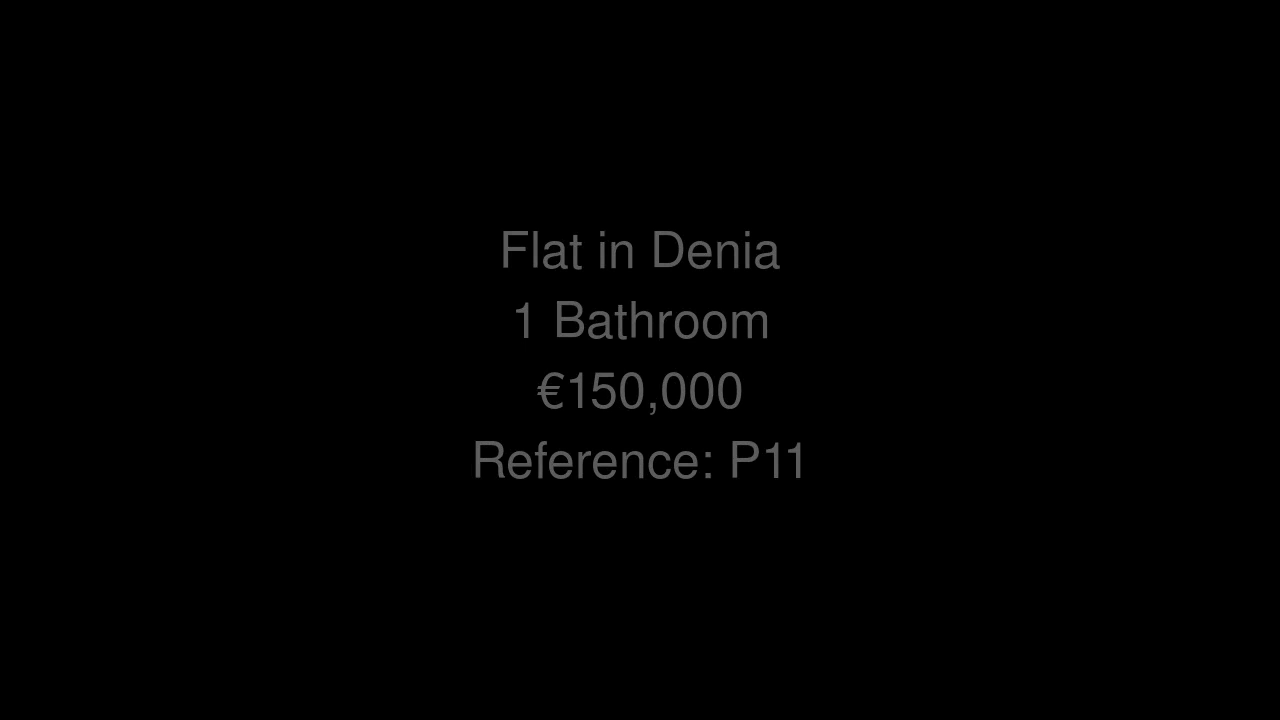 Flat in Denia
1 Bathroom
€150,000
Reference: P11